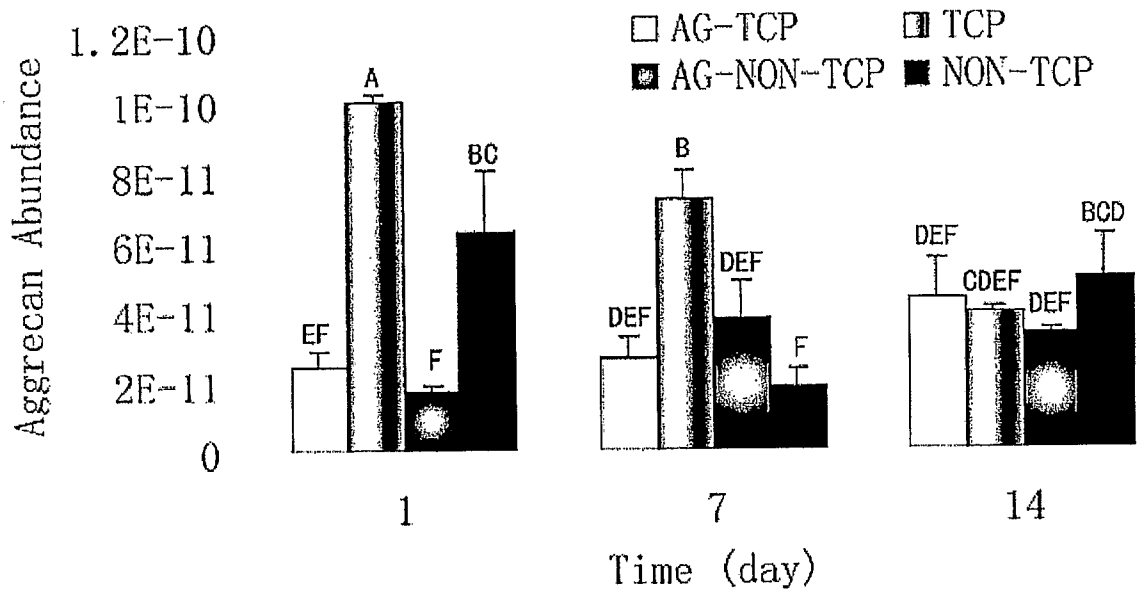 Aggrecan Abundance
1.2E-10
1E-10
8E-11
6E-11
4E-11
2E-11
0
AG-TCP
TCP
AG-NON-TCP
NON-TCP
EF
A
F
BC
DEF
B
DEF
F
DEF
CDEF
DEF
BCD
1
7
14
Time (day)